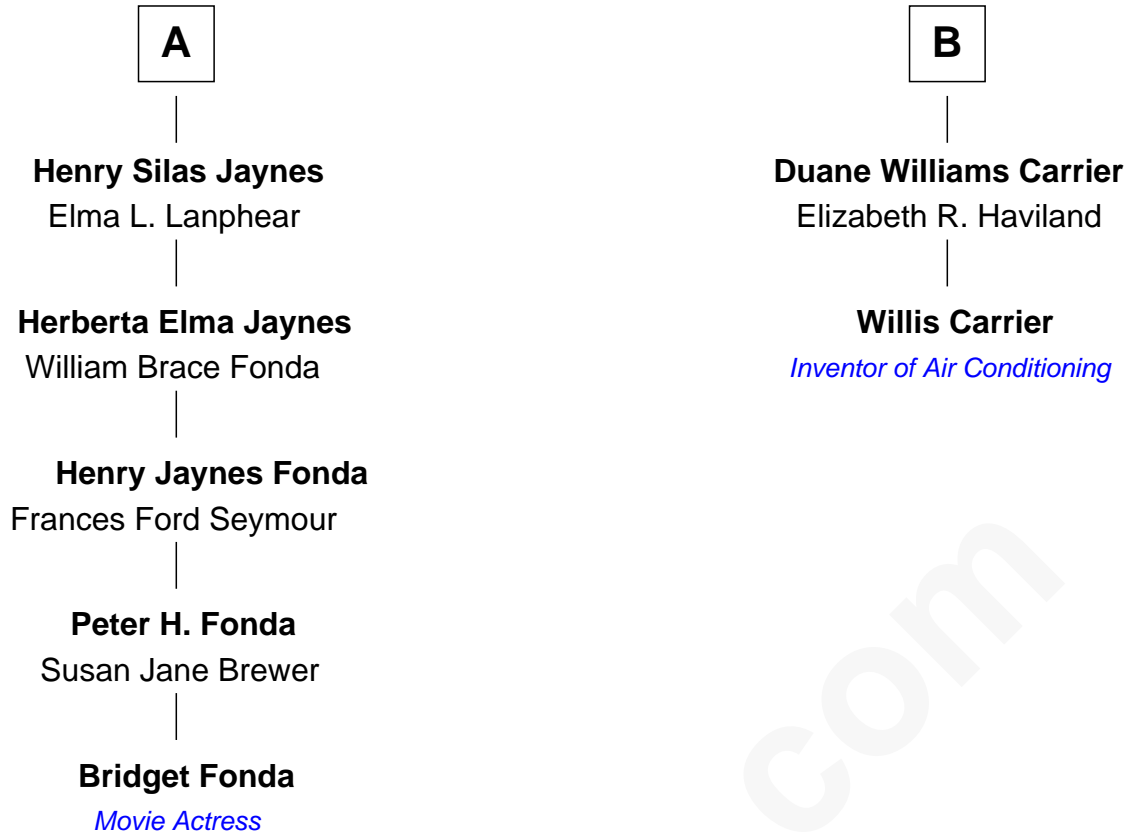 A
Henry Silas Jaynes
Elma L. Lanphear
Herberta Elma Jaynes
William Brace Fonda
Henry Jaynes Fonda
Frances Ford Seymour
Peter H. Fonda
Susan Jane Brewer
Bridget Fonda
Movie Actress
B
Duane Williams Carrier
Elizabeth R. Haviland
Willis Carrier
Inventor of Air Conditioning
com